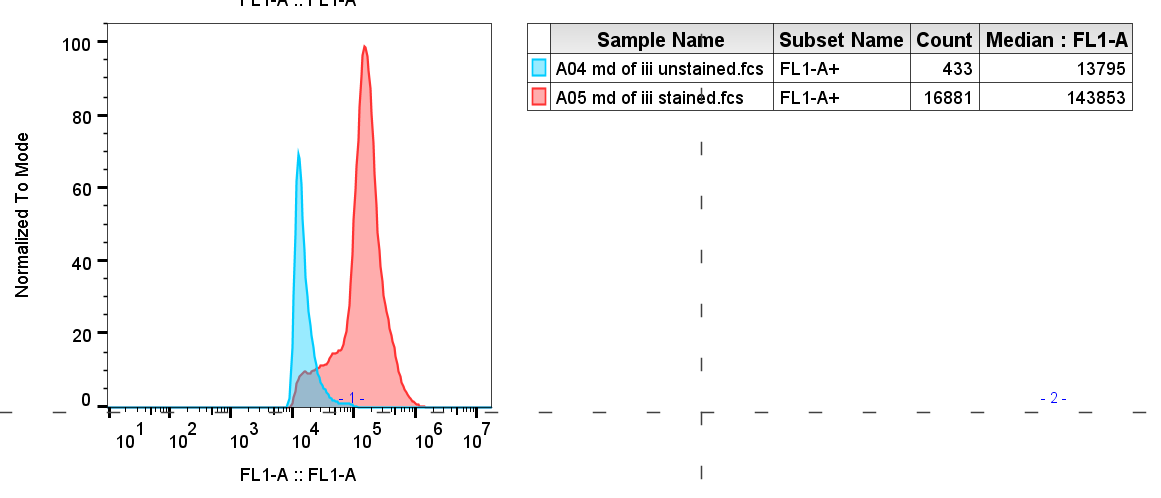 FL1-A :: FL1-A
100
80
60
40
20
0
Normalized To Mode
10^1 10^2 10^3 10^4 10^5 10^6 10^7
FL1-A :: FL1-A
- 1 -
Sample Name Subset Name Count Median : FL1-A
A04 md of iii unstained.fcs FL1-A+ 433 13795
A05 md of iii stained.fcs FL1-A+ 16881 143853
- 2 -